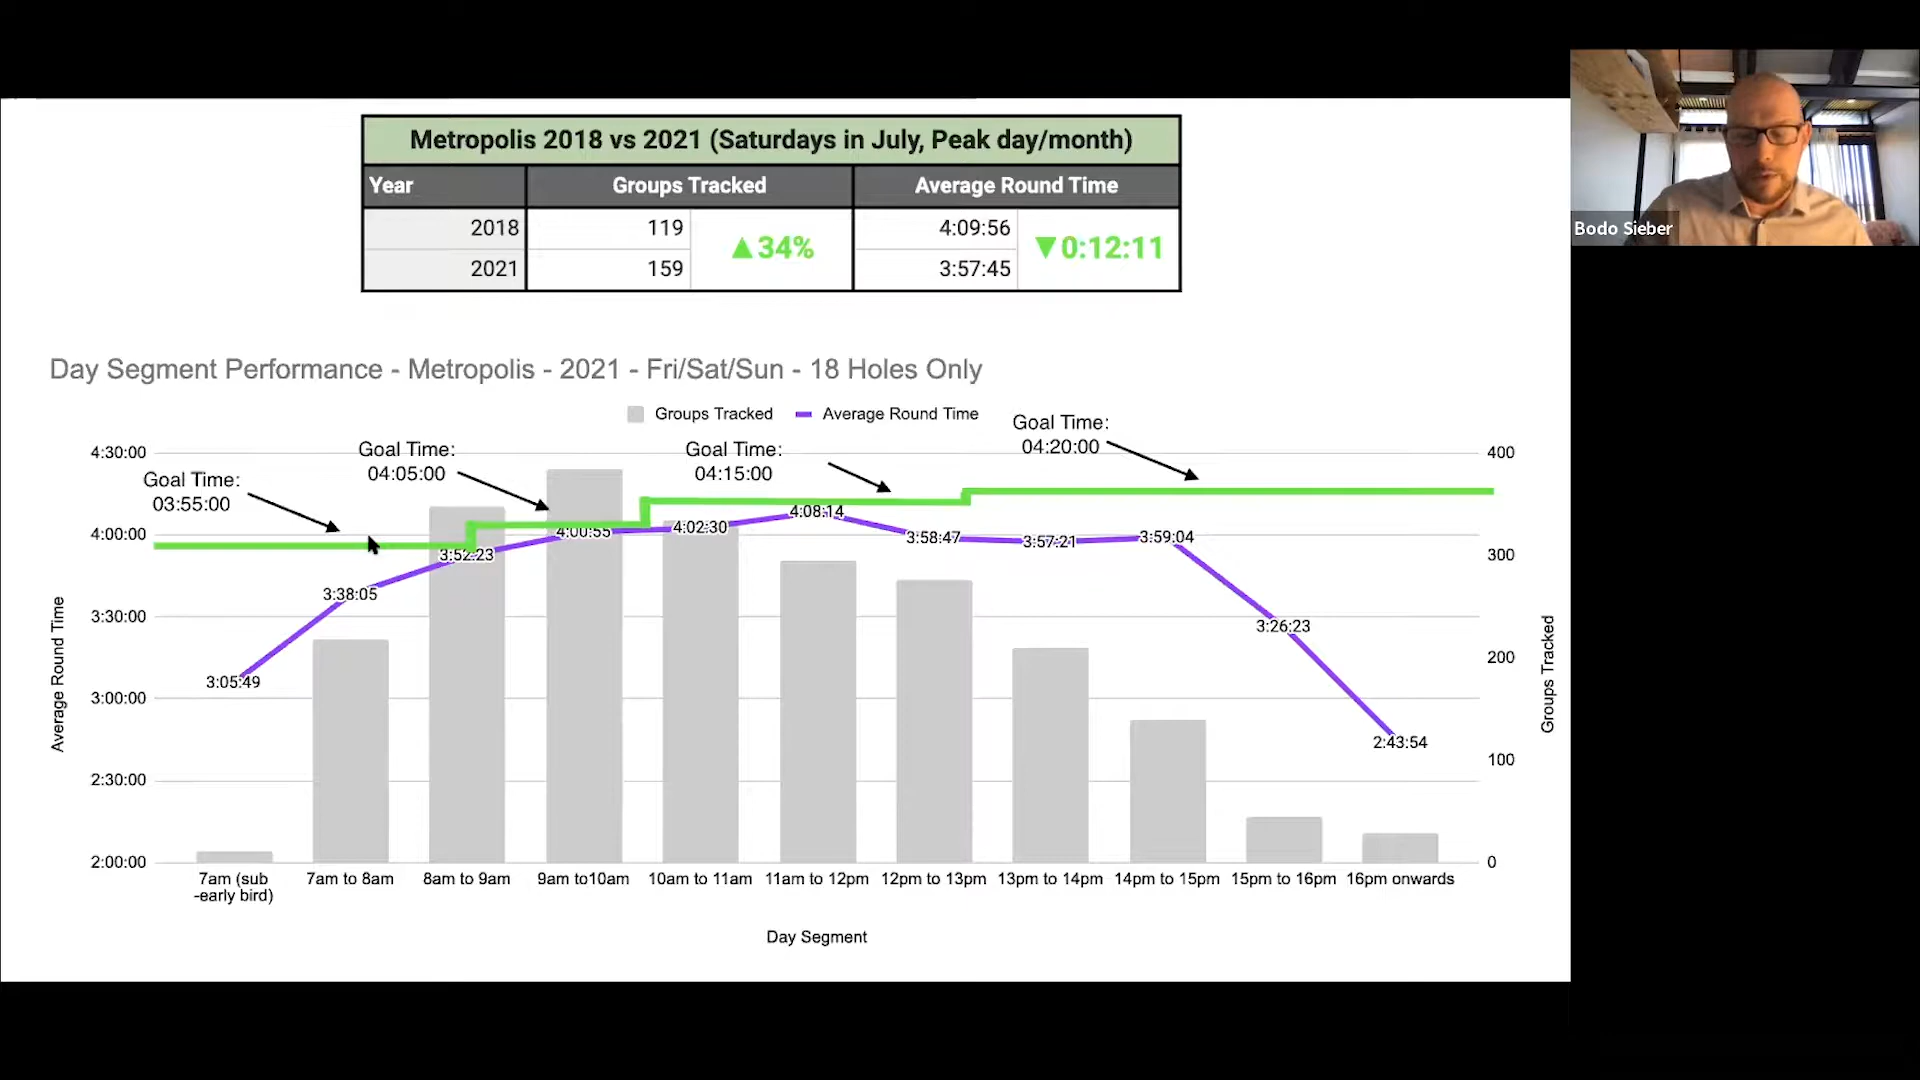 Metropolis 2018 vs 2021 (Saturdays in July, Peak day/month)
Year Groups Tracked Average Round Time
2018 119 4:09:56
▲34% ▼0:12:11
2021 159 3:57:45
Bodo Sieber
Day Segment Performance - Metropolis - 2021 - Fri/Sat/Sun - 18 Holes Only
Groups Tracked Average Round Time
Goal Time:
04:20:00
Goal Time:
04:05:00
Goal Time:
04:15:00
Goal Time:
03:55:00
4:30:00
4:00:00
3:30:00
3:00:00
2:30:00
2:00:00
Average Round Time
3:05:49
3:38:05
3:52:23
4:00:55
4:02:30
4:08:14
3:58:47
3:57:21
3:59:04
3:26:23
2:43:54
400
300
200
100
0
Groups Tracked
7am (sub
-early bird)
7am to 8am
8am to 9am
9am to10am
10am to 11am
11am to 12pm
12pm to 13pm
13pm to 14pm
14pm to 15pm
15pm to 16pm
16pm onwards
Day Segment